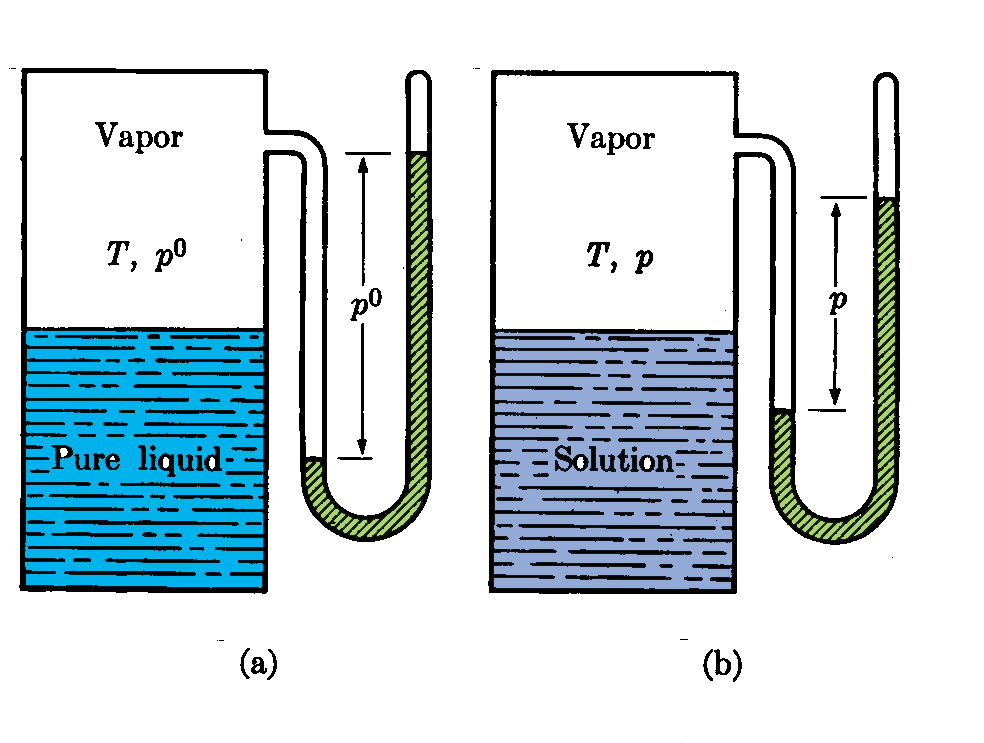 Vapor
T, p⁰
p⁰
Pure liquid
(a)
Vapor
T, p
p
Solution
(b)